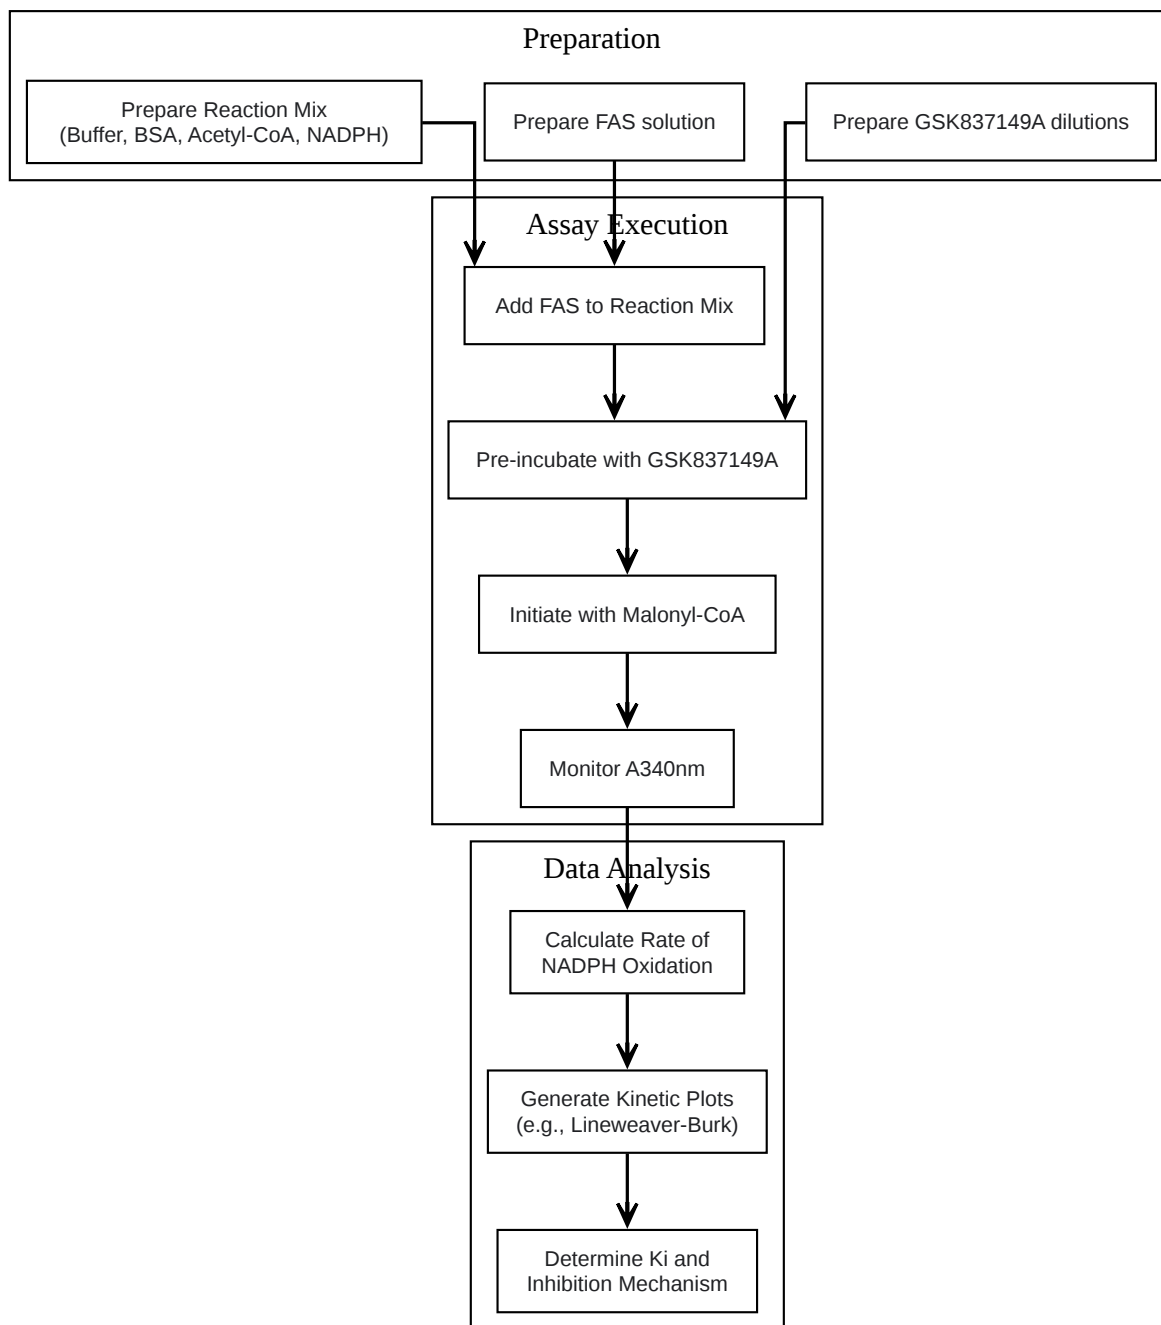 Preparation
Prepare Reaction Mix
(Buffer, BSA, Acetyl-CoA, NADPH)
Prepare FAS solution
Prepare GSK837149A dilutions
Assay Execution
Add FAS to Reaction Mix
Pre-incubate with GSK837149A
Initiate with Malonyl-CoA
Monitor A340nm
Data Analysis
Calculate Rate of
NADPH Oxidation
Generate Kinetic Plots
(e.g., Lineweaver-Burk)
Determine Ki and
Inhibition Mechanism